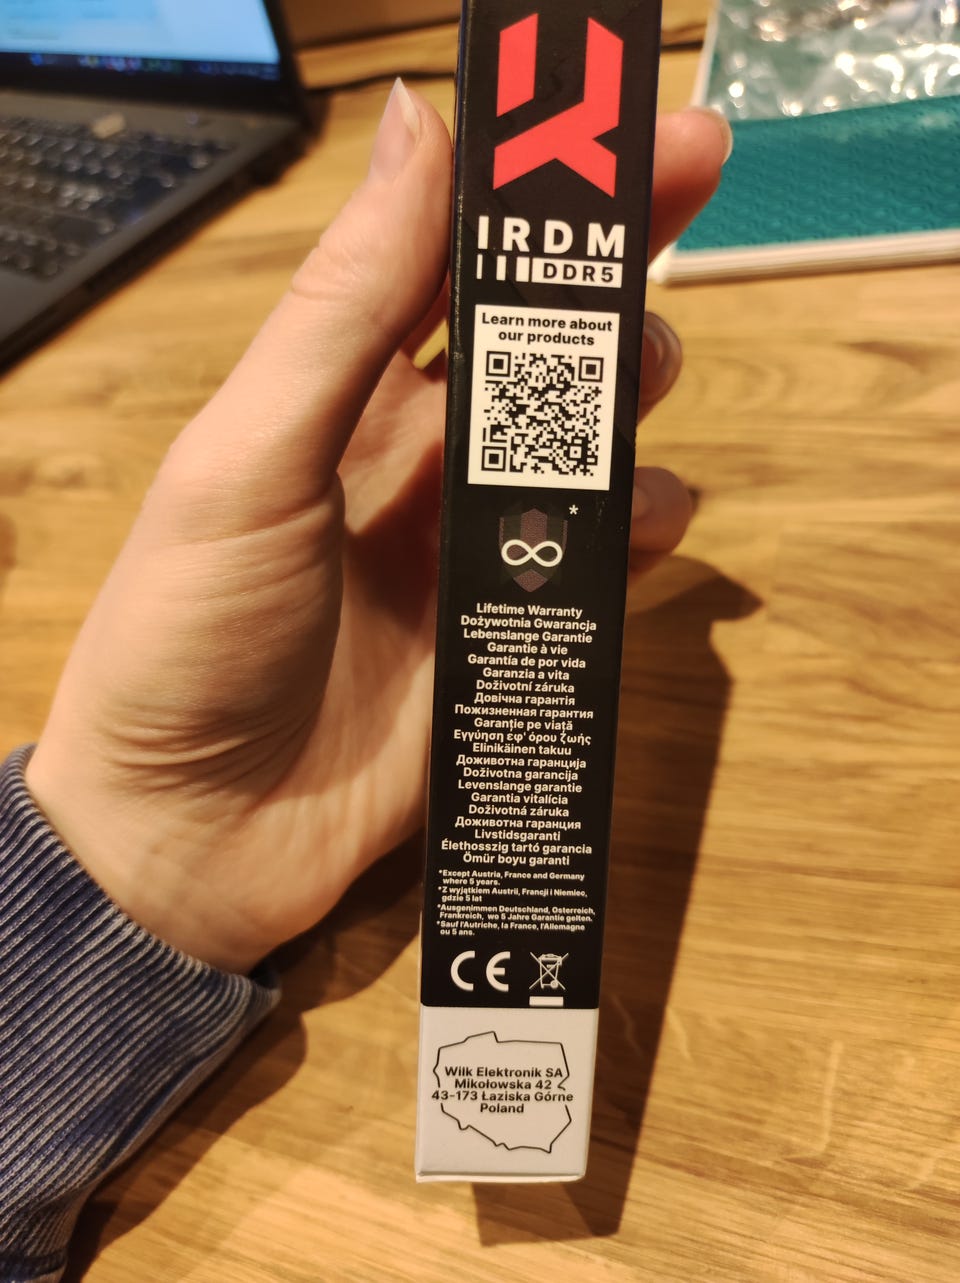 IRDM
DDR5
Learn more about
our products
*
Lifetime Warranty
Dożywotnia Gwarancja
Lebenslange Garantie
Garantie à vie
Garantía de por vida
Garanzia a vita
Doživotní záruka
Довічна гарантія
Пожизненная гарантия
Garanție pe viață
Εγγύηση εφ' όρου ζωής
Elinikäinen takuu
Доживотна гаранција
Doživotna garancija
Levenslange garantie
Garantia vitalícia
Doživotná záruka
Доживотна гаранция
Livstidsgaranti
Élethosszig tartó garancia
Ömür boyu garanti
*Except Austria, France and Germany
where 5 years.
*Z wyjątkiem Austrii, Francji i Niemiec,
gdzie 5 lat
*Ausgenimmen Deutschland, Osterreich,
Frankreich, wo 5 Jahre Garantie gelten.
*Sauf l'Autriche, la France, l'Allemagne
ou 5 ans.
CE
Wilk Elektronik SA
Mikołowska 42
43-173 Łaziska Górne
Poland